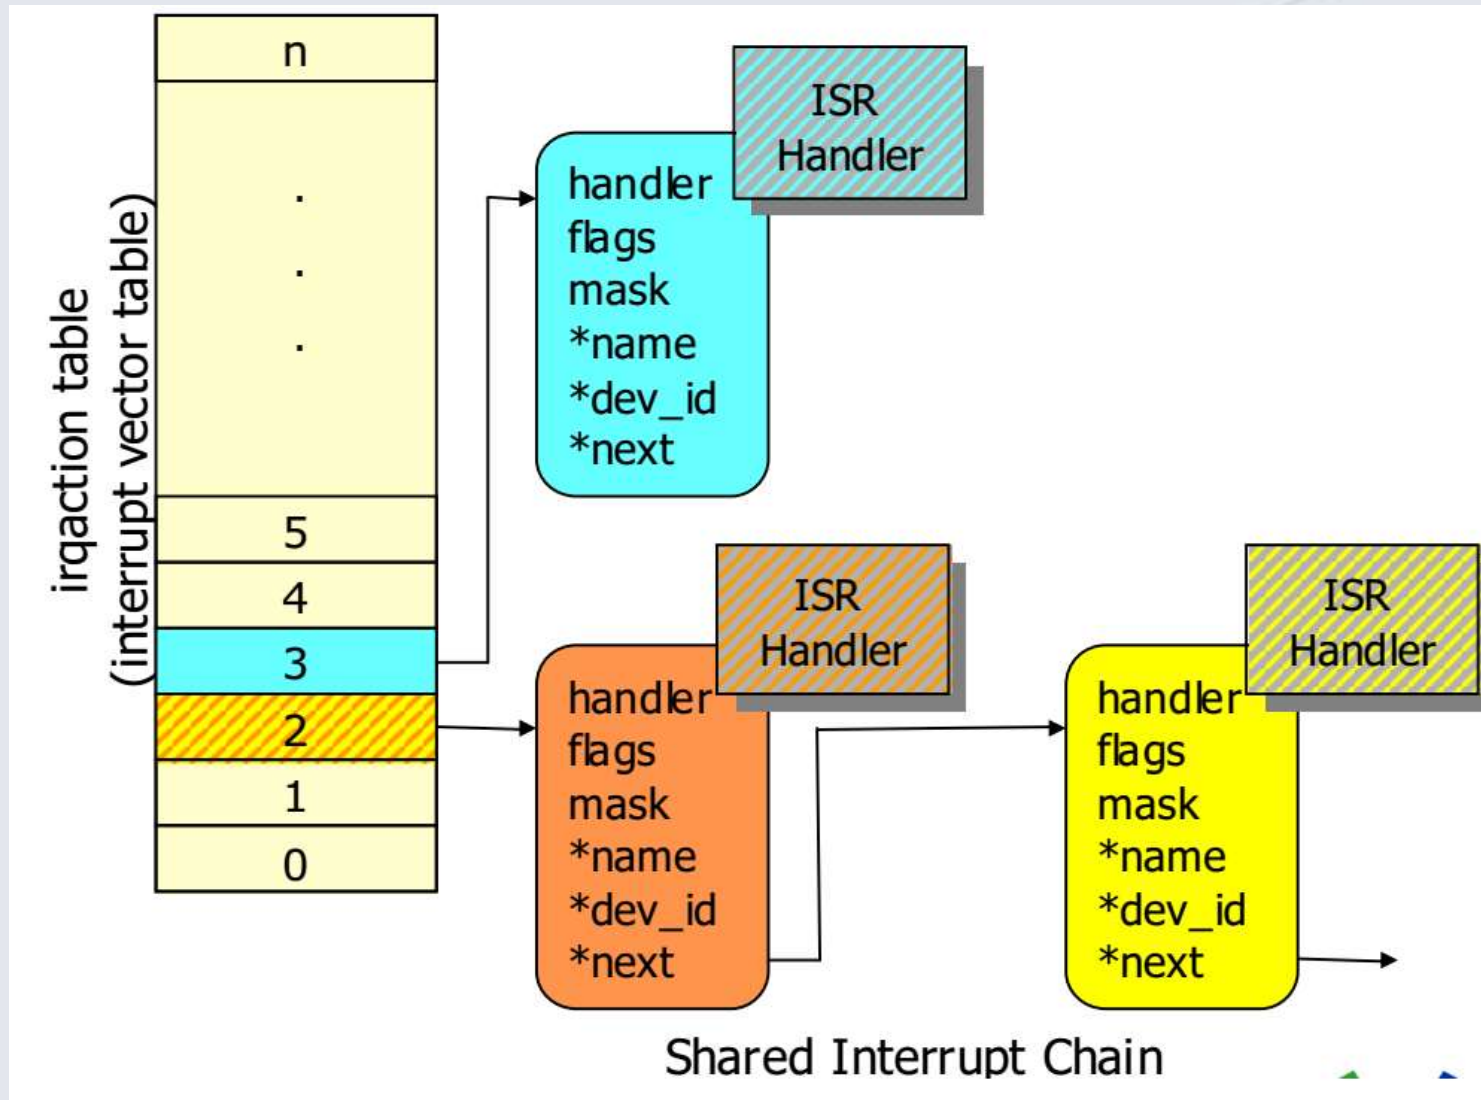 irqaction table
(interrupt vector table)
n
.
.
.
5
4
3
2
1
0
ISR
Handler
handler
flags
mask
*name
*dev_id
*next
ISR
Handler
handler
flags
mask
*name
*dev_id
*next
ISR
Handler
handler
flags
mask
*name
*dev_id
*next
Shared Interrupt Chain